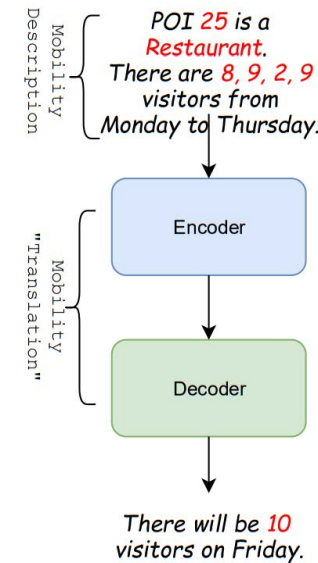 Mobility
Description
POI 25 is a
Restaurant.
There are 8, 9, 2, 9
visitors from
Monday to Thursday.
Mobility
"Translation"
Encoder
Decoder
There will be 10
visitors on Friday.